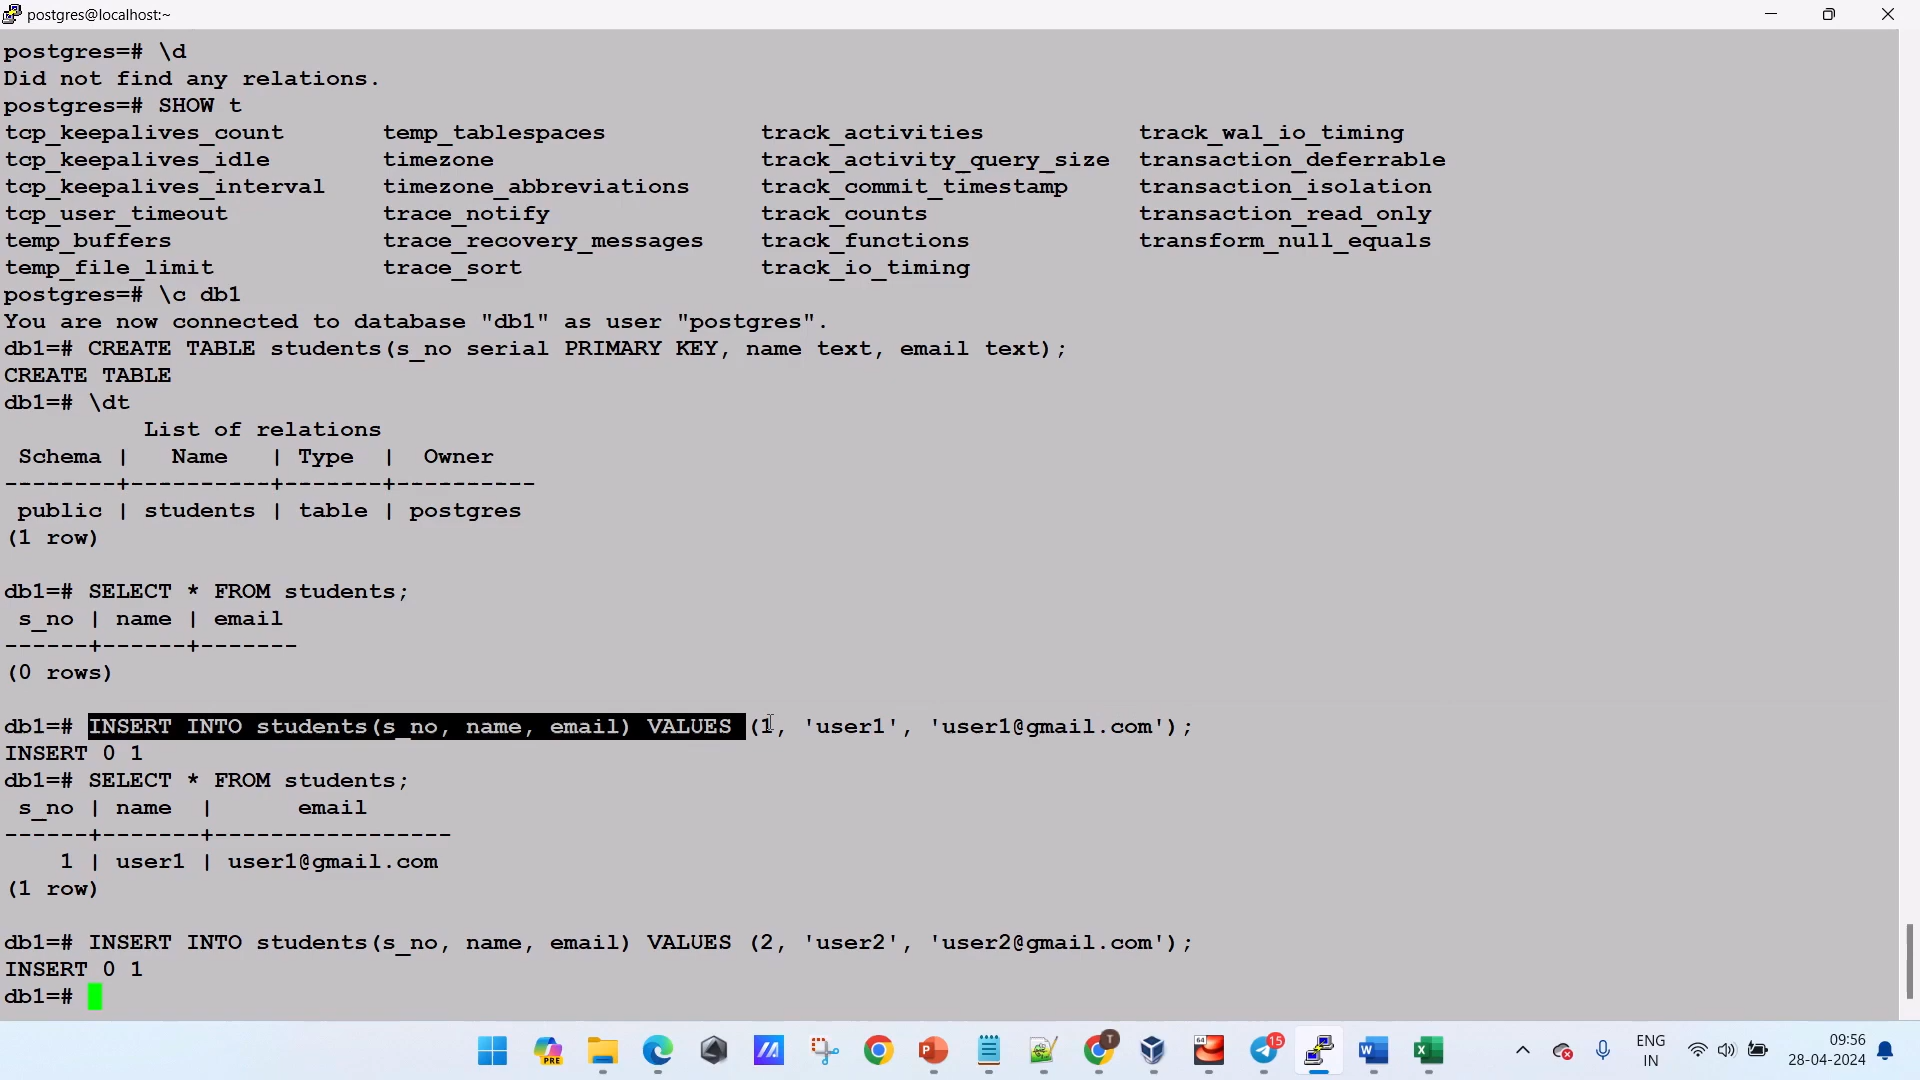 postgres@localhost:~
postgres=# \d
Did not find any relations.
postgres=# SHOW t
tcp_keepalives_count       temp_tablespaces           track_activities           track_wal_io_timing
tcp_keepalives_idle        timezone                   track_activity_query_size  transaction_deferrable
tcp_keepalives_interval    timezone_abbreviations     track_commit_timestamp     transaction_isolation
tcp_user_timeout           trace_notify               track_counts               transaction_read_only
temp_buffers               trace_recovery_messages    track_functions            transform_null_equals
temp_file_limit            trace_sort                 track_io_timing
postgres=# \c db1
You are now connected to database "db1" as user "postgres".
db1=# CREATE TABLE students(s_no serial PRIMARY KEY, name text, email text);
CREATE TABLE
db1=# \dt
          List of relations
 Schema |   Name   | Type  |  Owner
--------+----------+-------+----------
 public | students | table | postgres
(1 row)
db1=# SELECT * FROM students;
 s_no | name | email
------+------+-------
(0 rows)
db1=# INSERT INTO students(s_no, name, email) VALUES (1, 'user1', 'user1@gmail.com');
INSERT 0 1
db1=# SELECT * FROM students;
 s_no | name  |      email
------+-------+-----------------
    1 | user1 | user1@gmail.com
(1 row)
db1=# INSERT INTO students(s_no, name, email) VALUES (2, 'user2', 'user2@gmail.com');
INSERT 0 1
db1=#
PRE
T
64
15
ENG
IN
09:56
28-04-2024